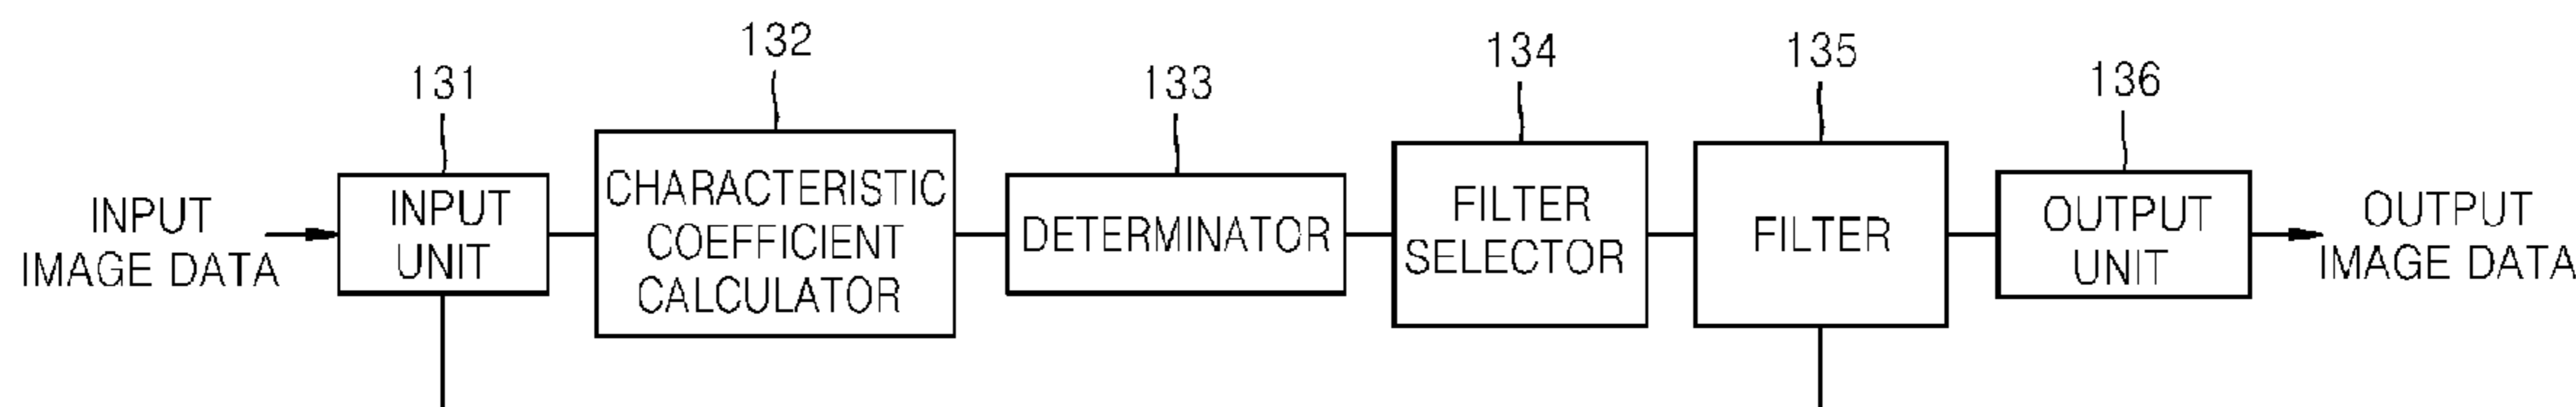 132
134
135
131
133
136
INPUT
IMAGE DATA
INPUT
UNIT
CHARACTERISTIC
COEFFICIENT
CALCULATOR
DETERMINATOR
FILTER
SELECTOR
FILTER
OUTPUT
UNIT
OUTPUT
IMAGE DATA